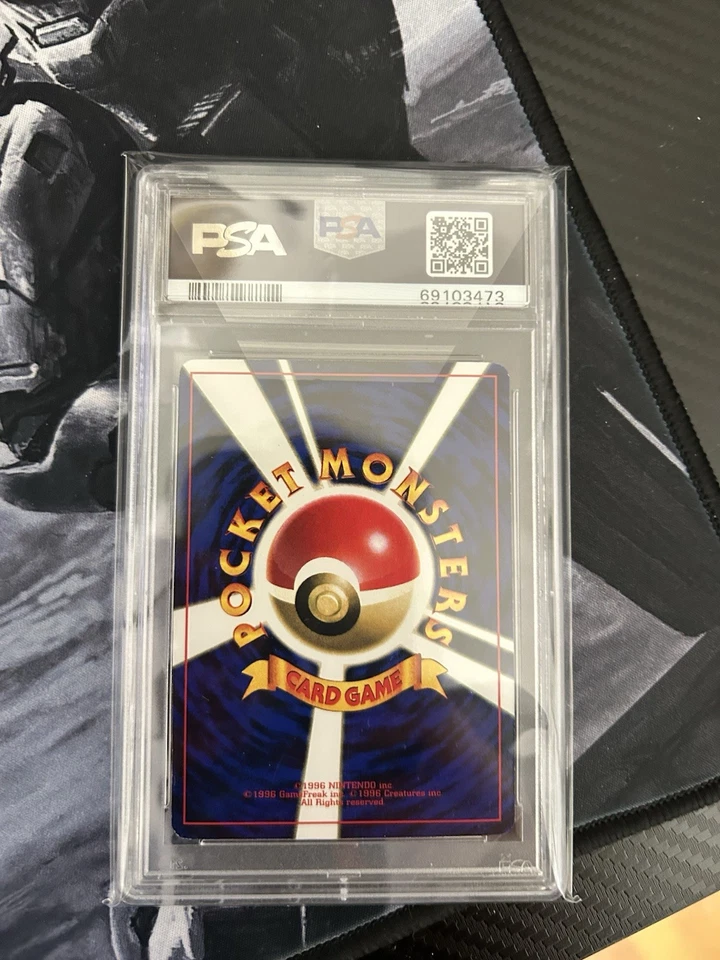 PSA PSA
69103473
POCKET MONSTERS
CARD GAME
©1996 NINTENDO inc
©1996 GameFreak inc. ©1996 Creatures inc
All Rights reserved
PSA